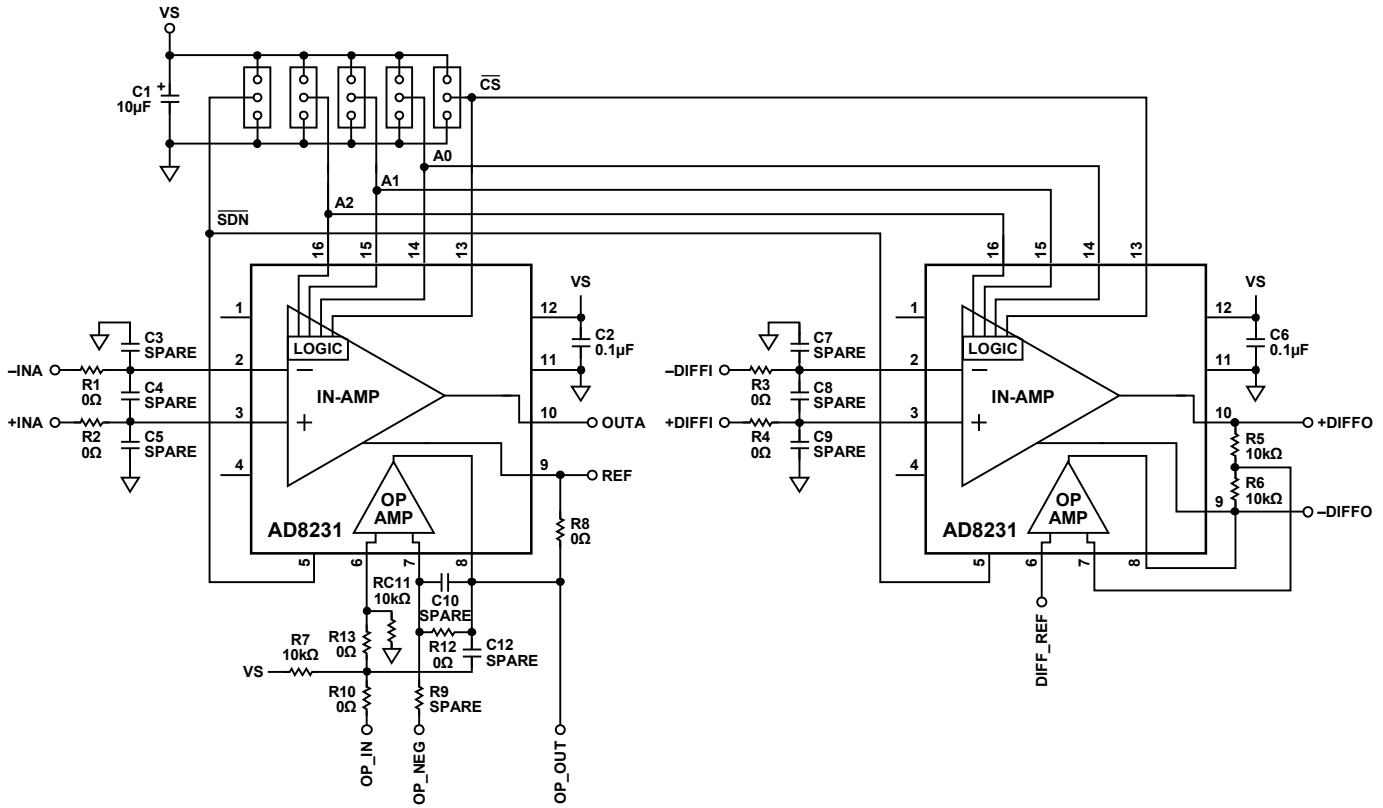 VS
C1
10µF
+
CS
A0
A1
A2
SDN
16
15
14
13
1
C3
SPARE
–INA
R1
0Ω
C4
SPARE
+INA
R2
0Ω
C5
SPARE
2
3
4
LOGIC
–
IN-AMP
+
OP
AMP
AD8231
12
VS
C2
0.1µF
11
10
OUTA
9
REF
R8
0Ω
5
6
7
8
RC11
10kΩ
C10
SPARE
R13
0Ω
R12
0Ω
C12
SPARE
R7
10kΩ
VS
R10
0Ω
R9
SPARE
OP_IN
OP_NEG
OP_OUT
16
15
14
13
1
C7
SPARE
–DIFFI
R3
0Ω
C8
SPARE
+DIFFI
R4
0Ω
C9
SPARE
2
3
4
LOGIC
–
IN-AMP
+
OP
AMP
AD8231
12
VS
C6
0.1µF
11
10
+DIFFO
R5
10kΩ
R6
10kΩ
9
–DIFFO
5
6
7
8
DIFF_REF